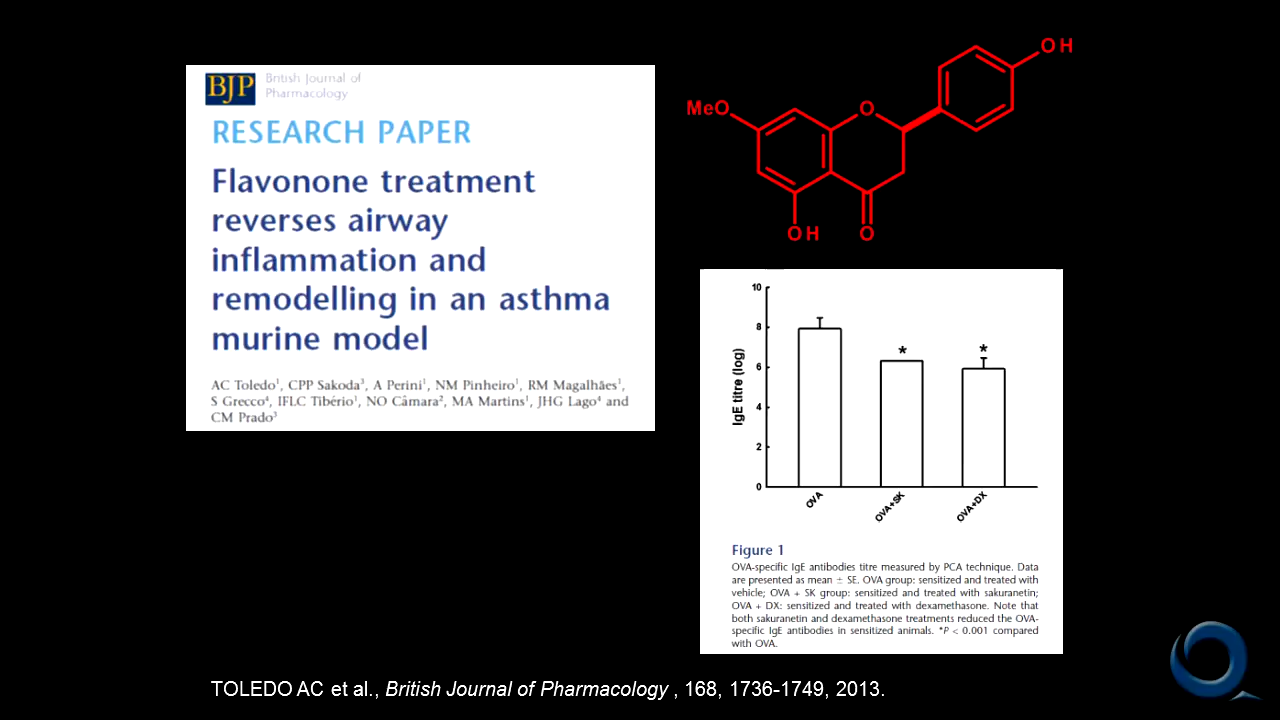 BJP British Journal of
Pharmacology
RESEARCH PAPER
Flavonone treatment
reverses airway
inflammation and
remodelling in an asthma
murine model
AC Toledo¹, CPP Sakoda³, A Perini¹, NM Pinheiro¹, RM Magalhães¹,
S Grecco⁴, IFLC Tibério¹, NO Câmara², MA Martins¹, JHG Lago⁴ and
CM Prado³
OH
MeO
O
OH
O
10
8
6
4
2
0
IgE titre (log)
*
*
OVA
OVA+SK
OVA+DX
Figure 1
OVA-specific IgE antibodies titre measured by PCA technique. Data
are presented as mean ± SE. OVA group: sensitized and treated with
vehicle; OVA + SK group: sensitized and treated with sakuranetin;
OVA + DX: sensitized and treated with dexamethasone. Note that
both sakuranetin and dexamethasone treatments reduced the OVA-
specific IgE antibodies in sensitized animals. *P < 0.001 compared
with OVA.
TOLEDO AC et al., British Journal of Pharmacology , 168, 1736-1749, 2013.